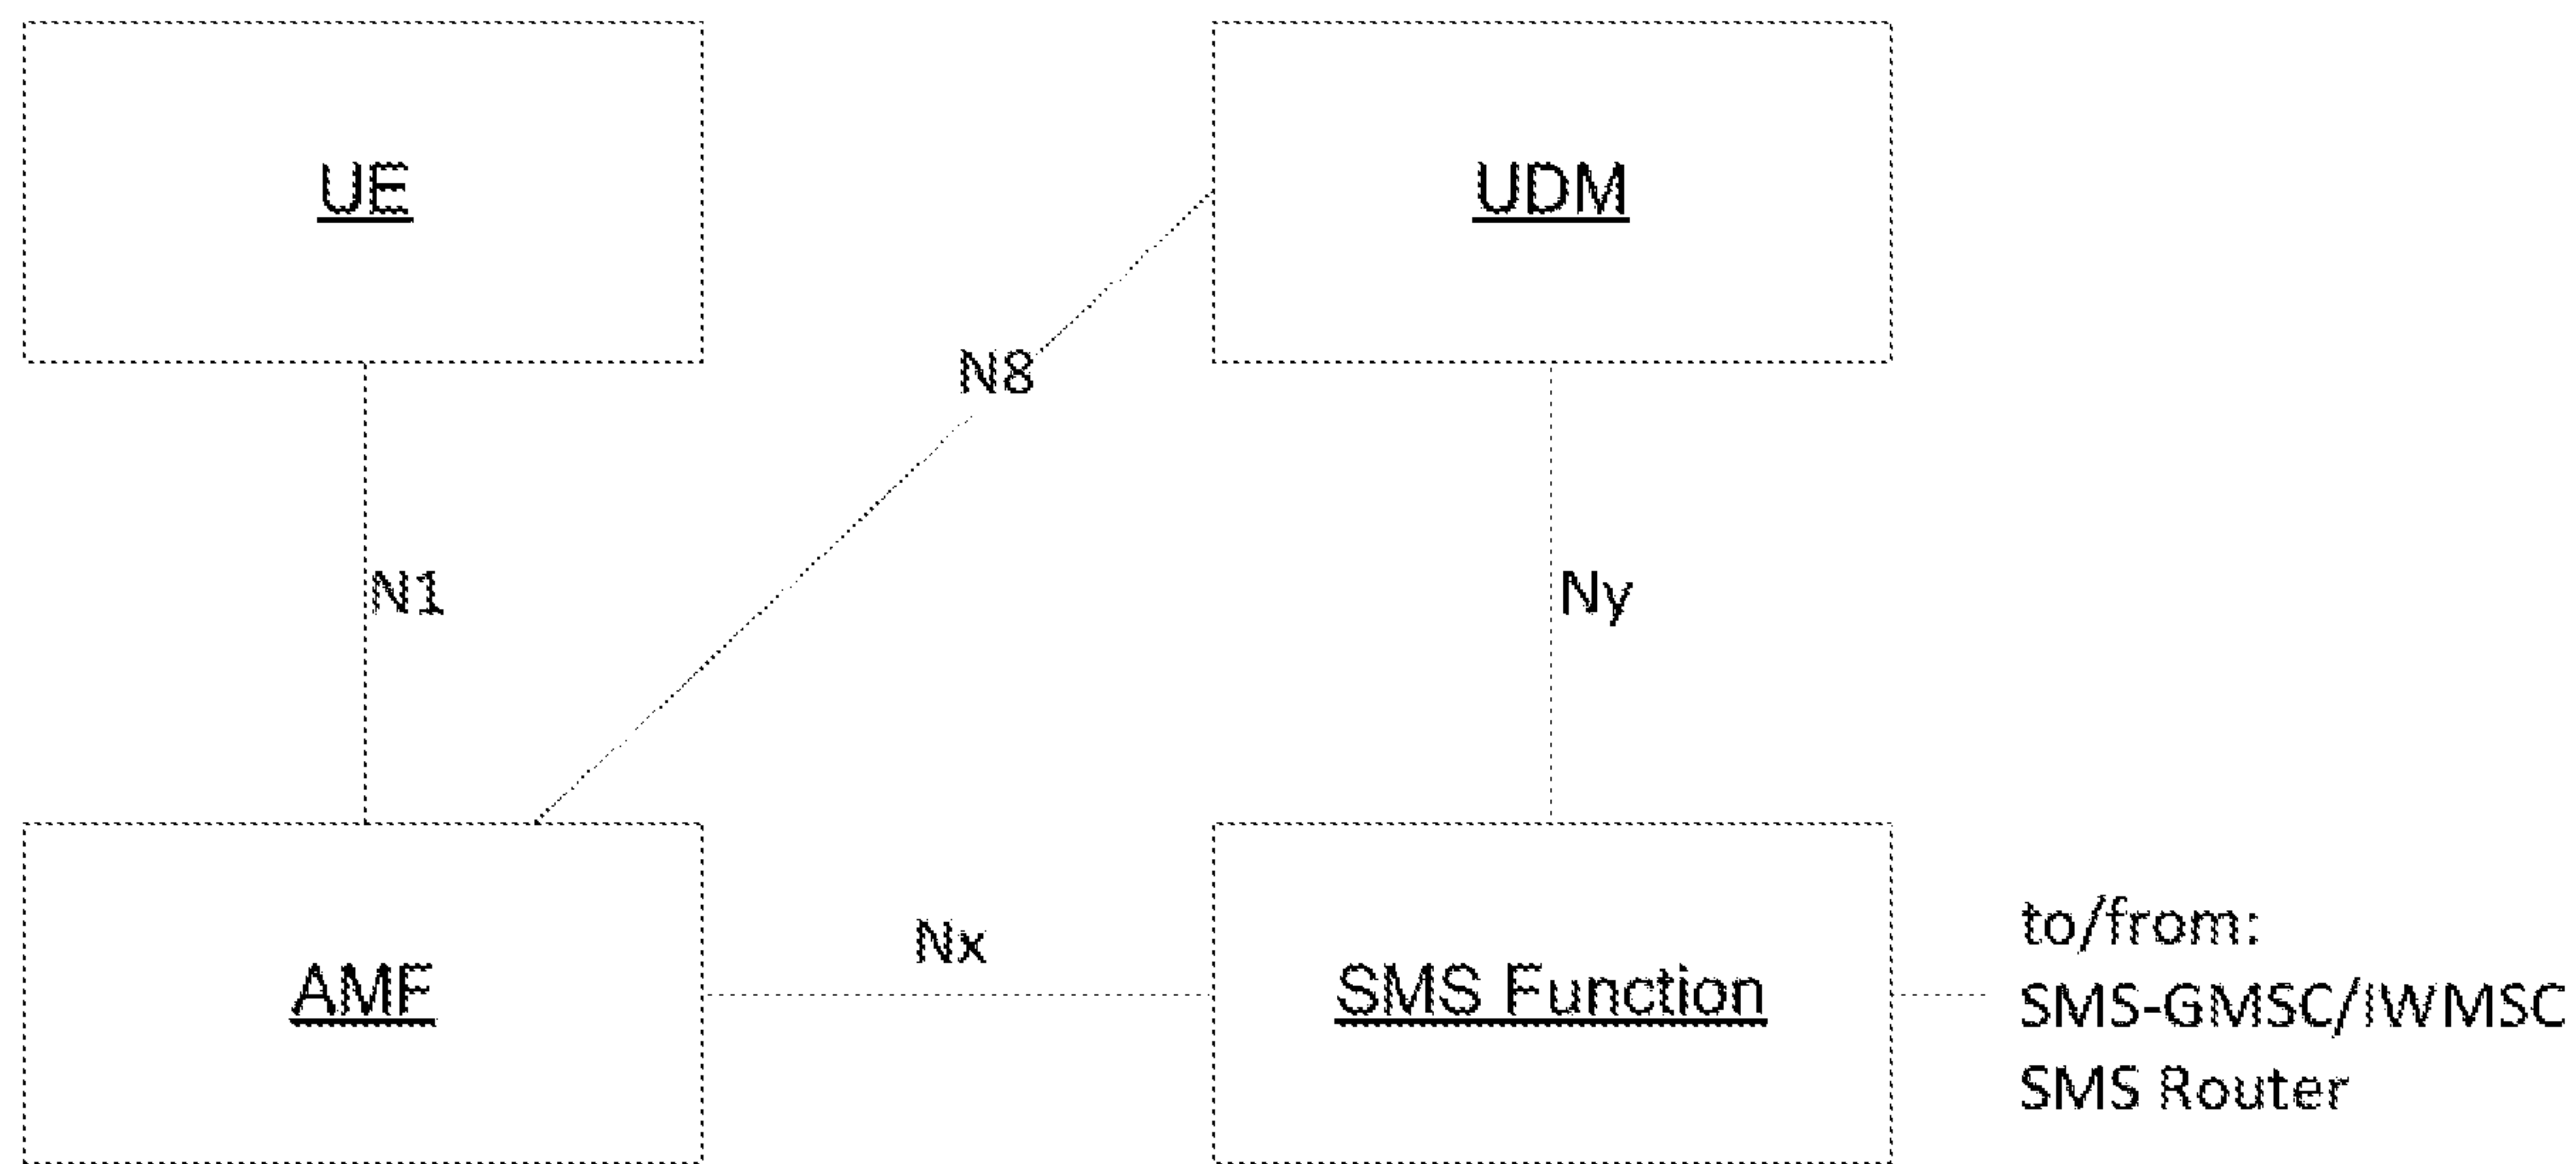 UE
UDM
N8
N1
Ny
AMF
Nx
SMS Function
to/from:
SMS-GMSC/IWMSC
SMS Router